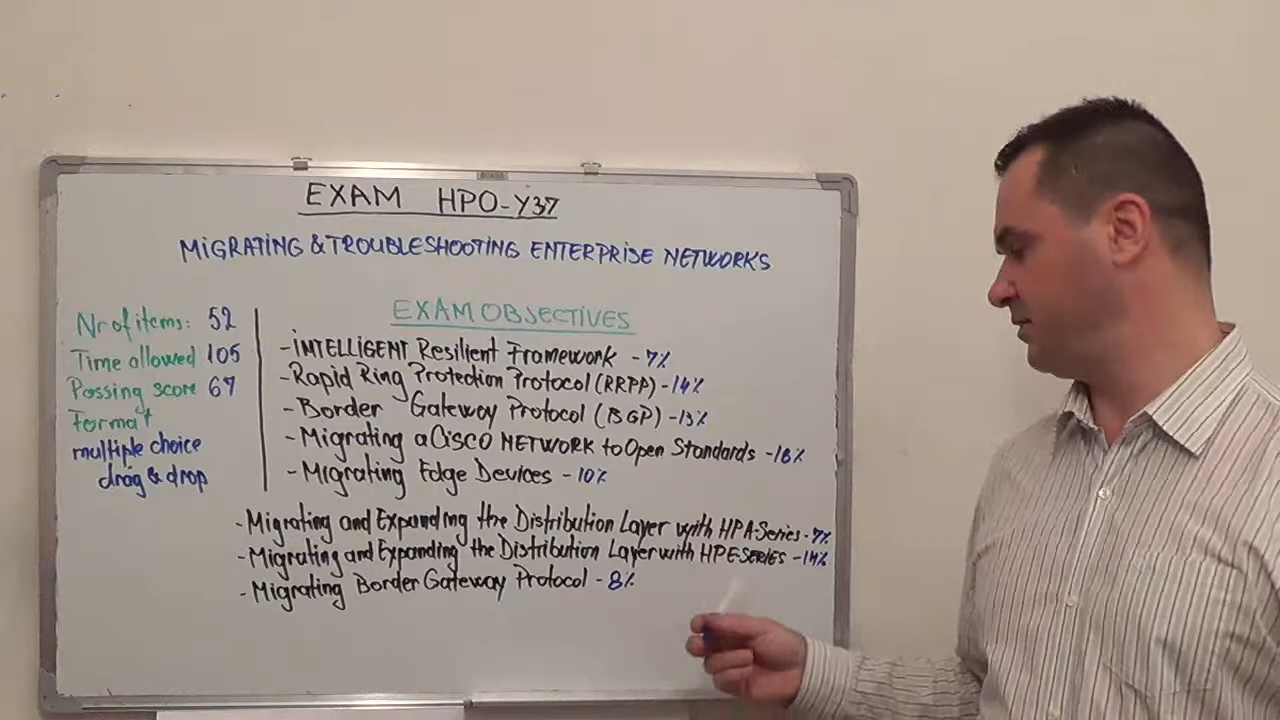 EXAM HPO-Y37
MIGRATING & TROUBLESHOOTING ENTERPRISE NETWORKS
Nr of items: 52
Time allowed 105
Passing score 67
Format
multiple choice
drag & drop
EXAM OBJECTIVES
-INTELLIGENT Resilient Framework - 7%
-Rapid Ring Protection Protocol (RRPP) -14%
-Border Gateway Protocol (BGP) -13%
-Migrating a CISCO NETWORK to Open Standards -18%
-Migrating Edge Devices -10%
-Migrating and Expanding the Distribution Layer with HPA-Series -7%
-Migrating and Expanding the Distribution Layer with HPE-SERIES -14%
-Migrating Border Gateway Protocol - 8%